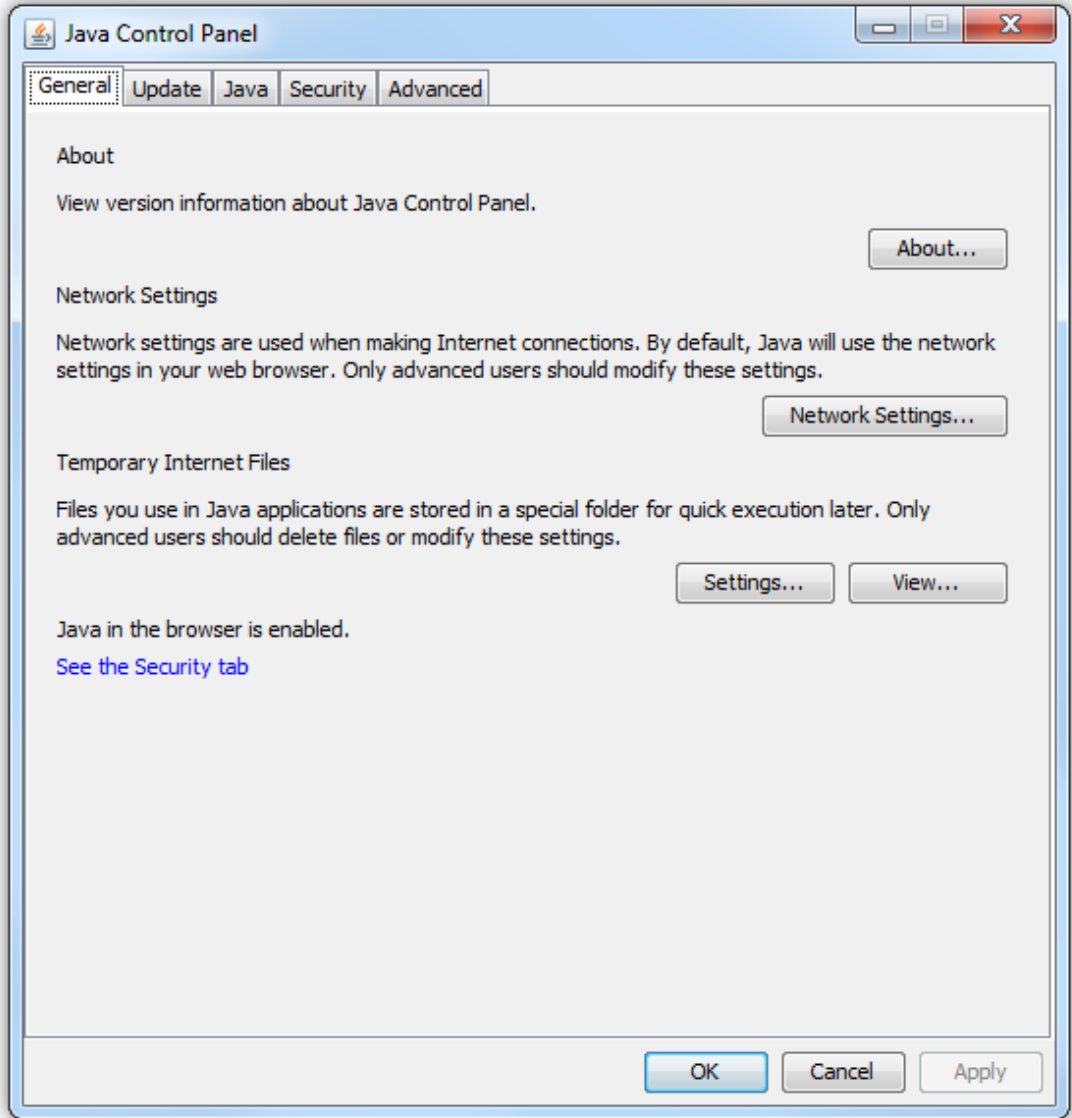 Java Control Panel
General Update Java Security Advanced
About
View version information about Java Control Panel.
About...
Network Settings
Network settings are used when making Internet connections. By default, Java will use the network
settings in your web browser. Only advanced users should modify these settings.
Network Settings...
Temporary Internet Files
Files you use in Java applications are stored in a special folder for quick execution later. Only
advanced users should delete files or modify these settings.
Settings... View...
Java in the browser is enabled.
See the Security tab
OK Cancel Apply